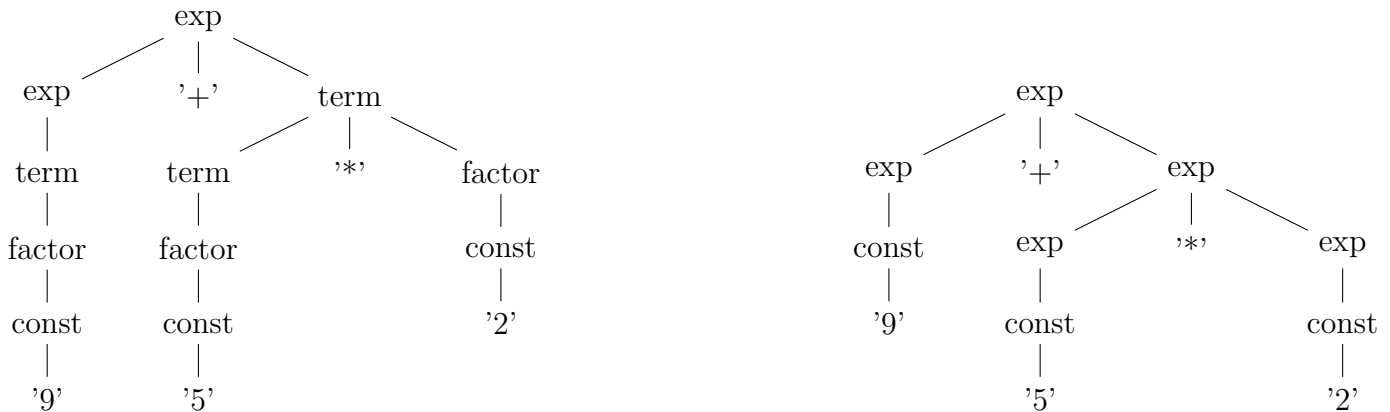 exp
exp '+' term
term term '*' factor
factor factor const
const const '2'
'9' '5'
exp
exp '+' exp
const exp '*' exp
'9' const const
'5' '2'